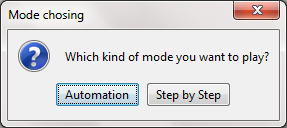 Mode chosing
Which kind of mode you want to play?
Automation
Step by Step